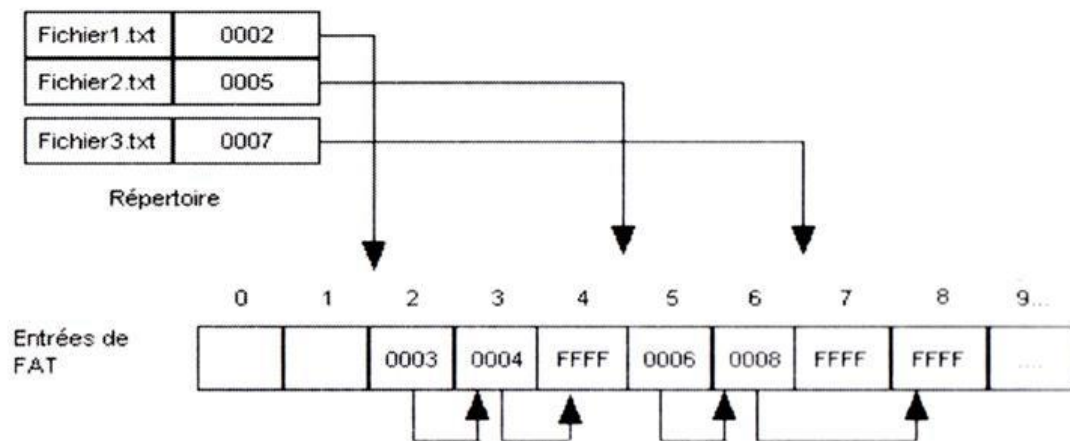 Fichier1.txt 0002
Fichier2.txt 0005
Fichier3.txt 0007
Répertoire
0 1 2 3 4 5 6 7 8 9...
Entrées de
FAT
0003 0004 FFFF 0006 0008 FFFF FFFF ....